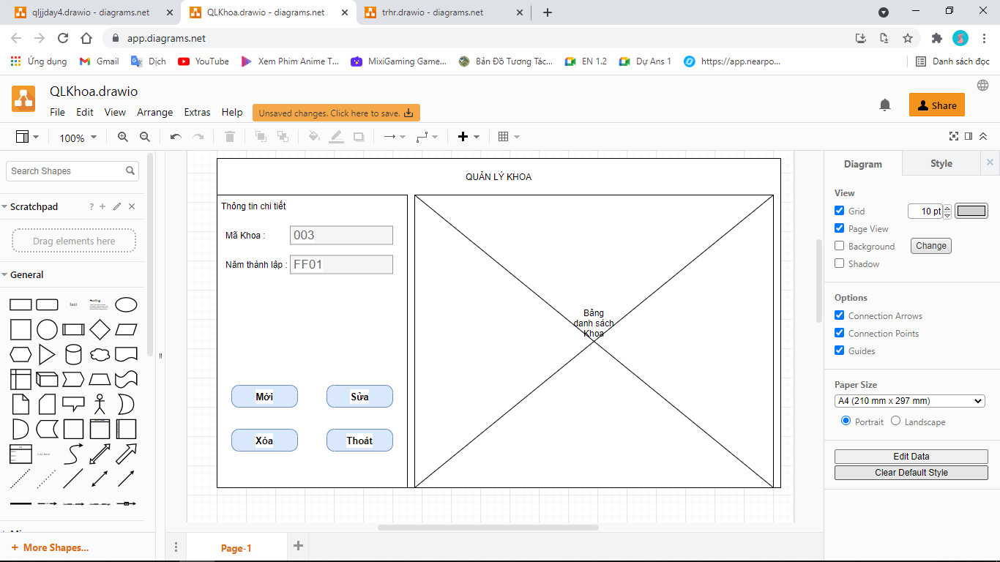 qljjday4.drawio - diagrams.net
QLKhoa.drawio - diagrams.net
trhr.drawio - diagrams.net
app.diagrams.net
Ứng dụng
Gmail
Dịch
YouTube
Xem Phim Anime T...
MixiGaming Game...
Bản Đồ Tương Tác...
EN 1.2
Dự Ans 1
https://app.nearpo...
Danh sách đọc
QLKhoa.drawio
File Edit View Arrange Extras Help
Unsaved changes. Click here to save.
Share
100%
Search Shapes
Scratchpad
?
Drag elements here
General
Text
Heading
More Shapes...
QUẢN LÝ KHOA
Thông tin chi tiết
Mã Khoa : 003
Năm thành lập : FF01
Bảng
danh sách
Khoa
Mới
Sửa
Xóa
Thoát
Page-1
Diagram
Style
View
Grid
10 pt
Page View
Background
Change
Shadow
Options
Connection Arrows
Connection Points
Guides
Paper Size
A4 (210 mm x 297 mm)
Portrait
Landscape
Edit Data
Clear Default Style